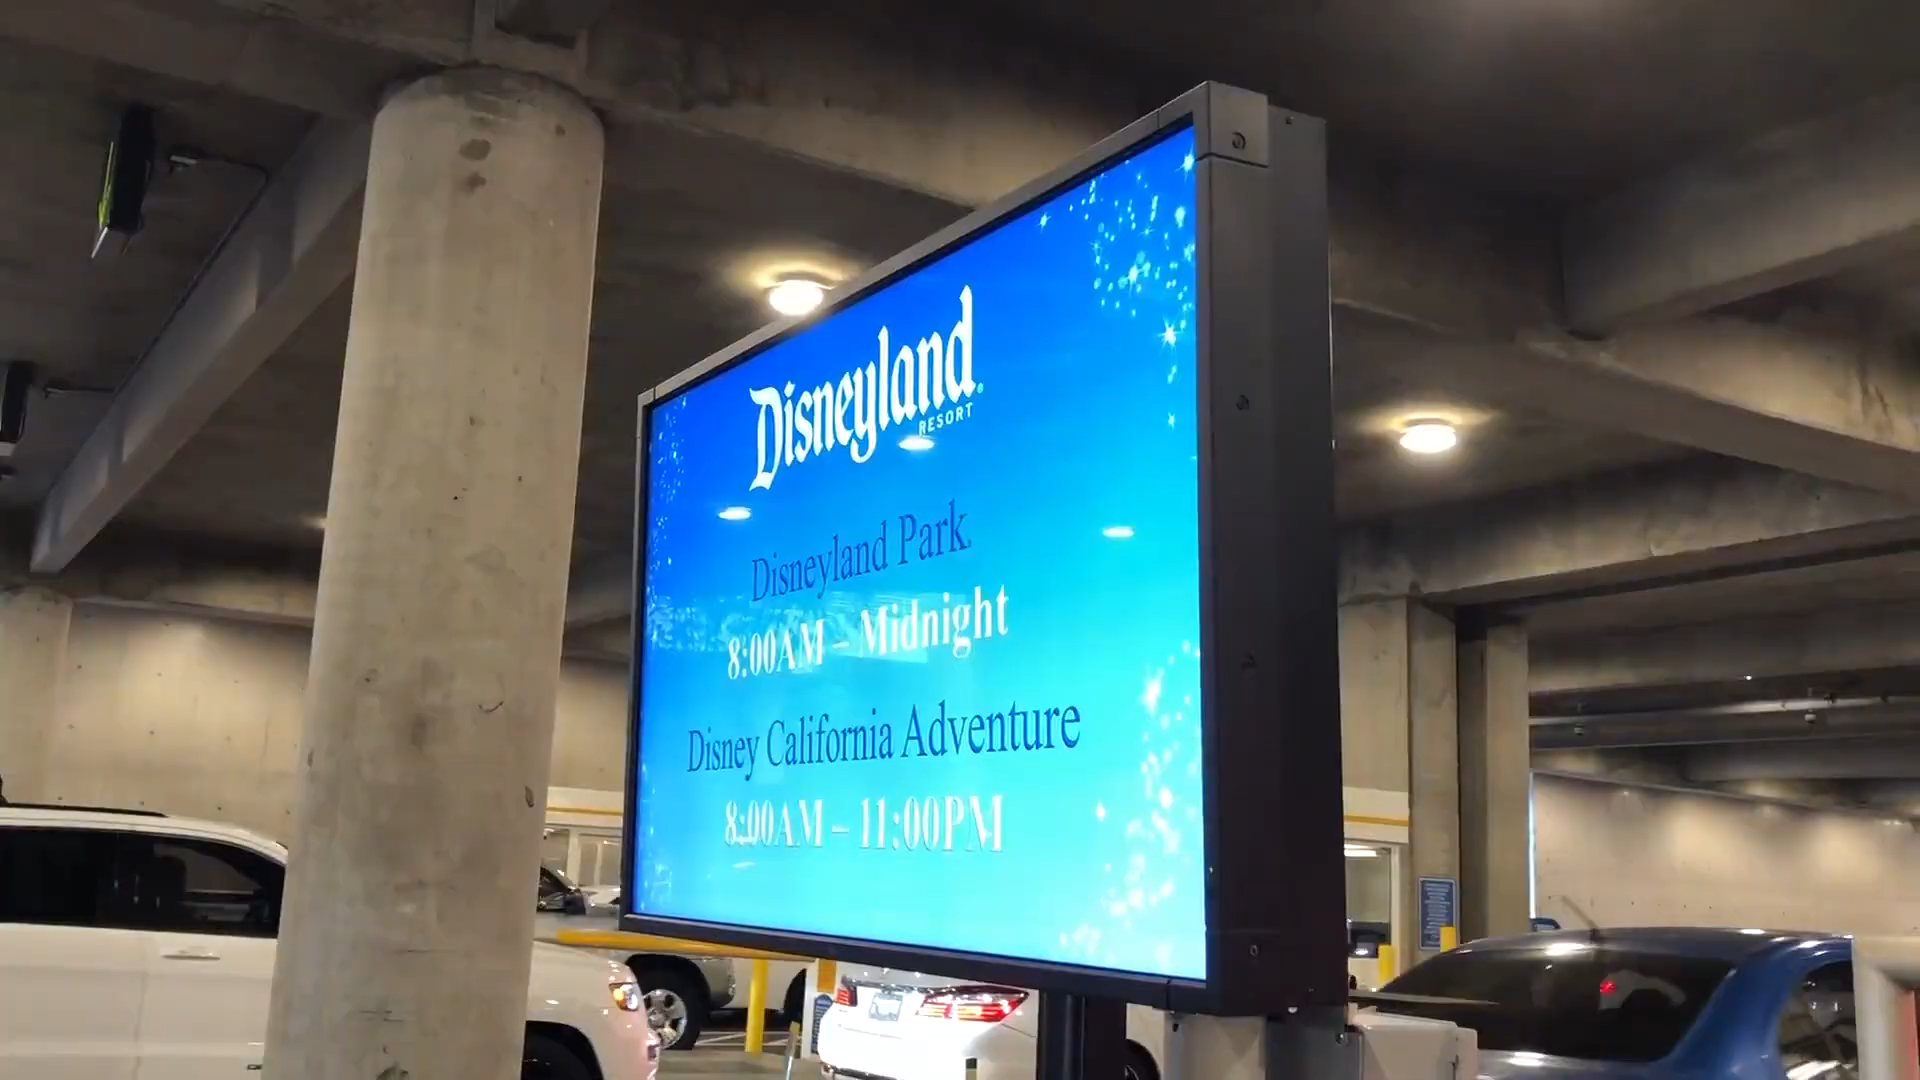 Disneyland
RESORT
Disneyland Park
8:00AM – Midnight
Disney California Adventure
8:00AM – 11:00PM